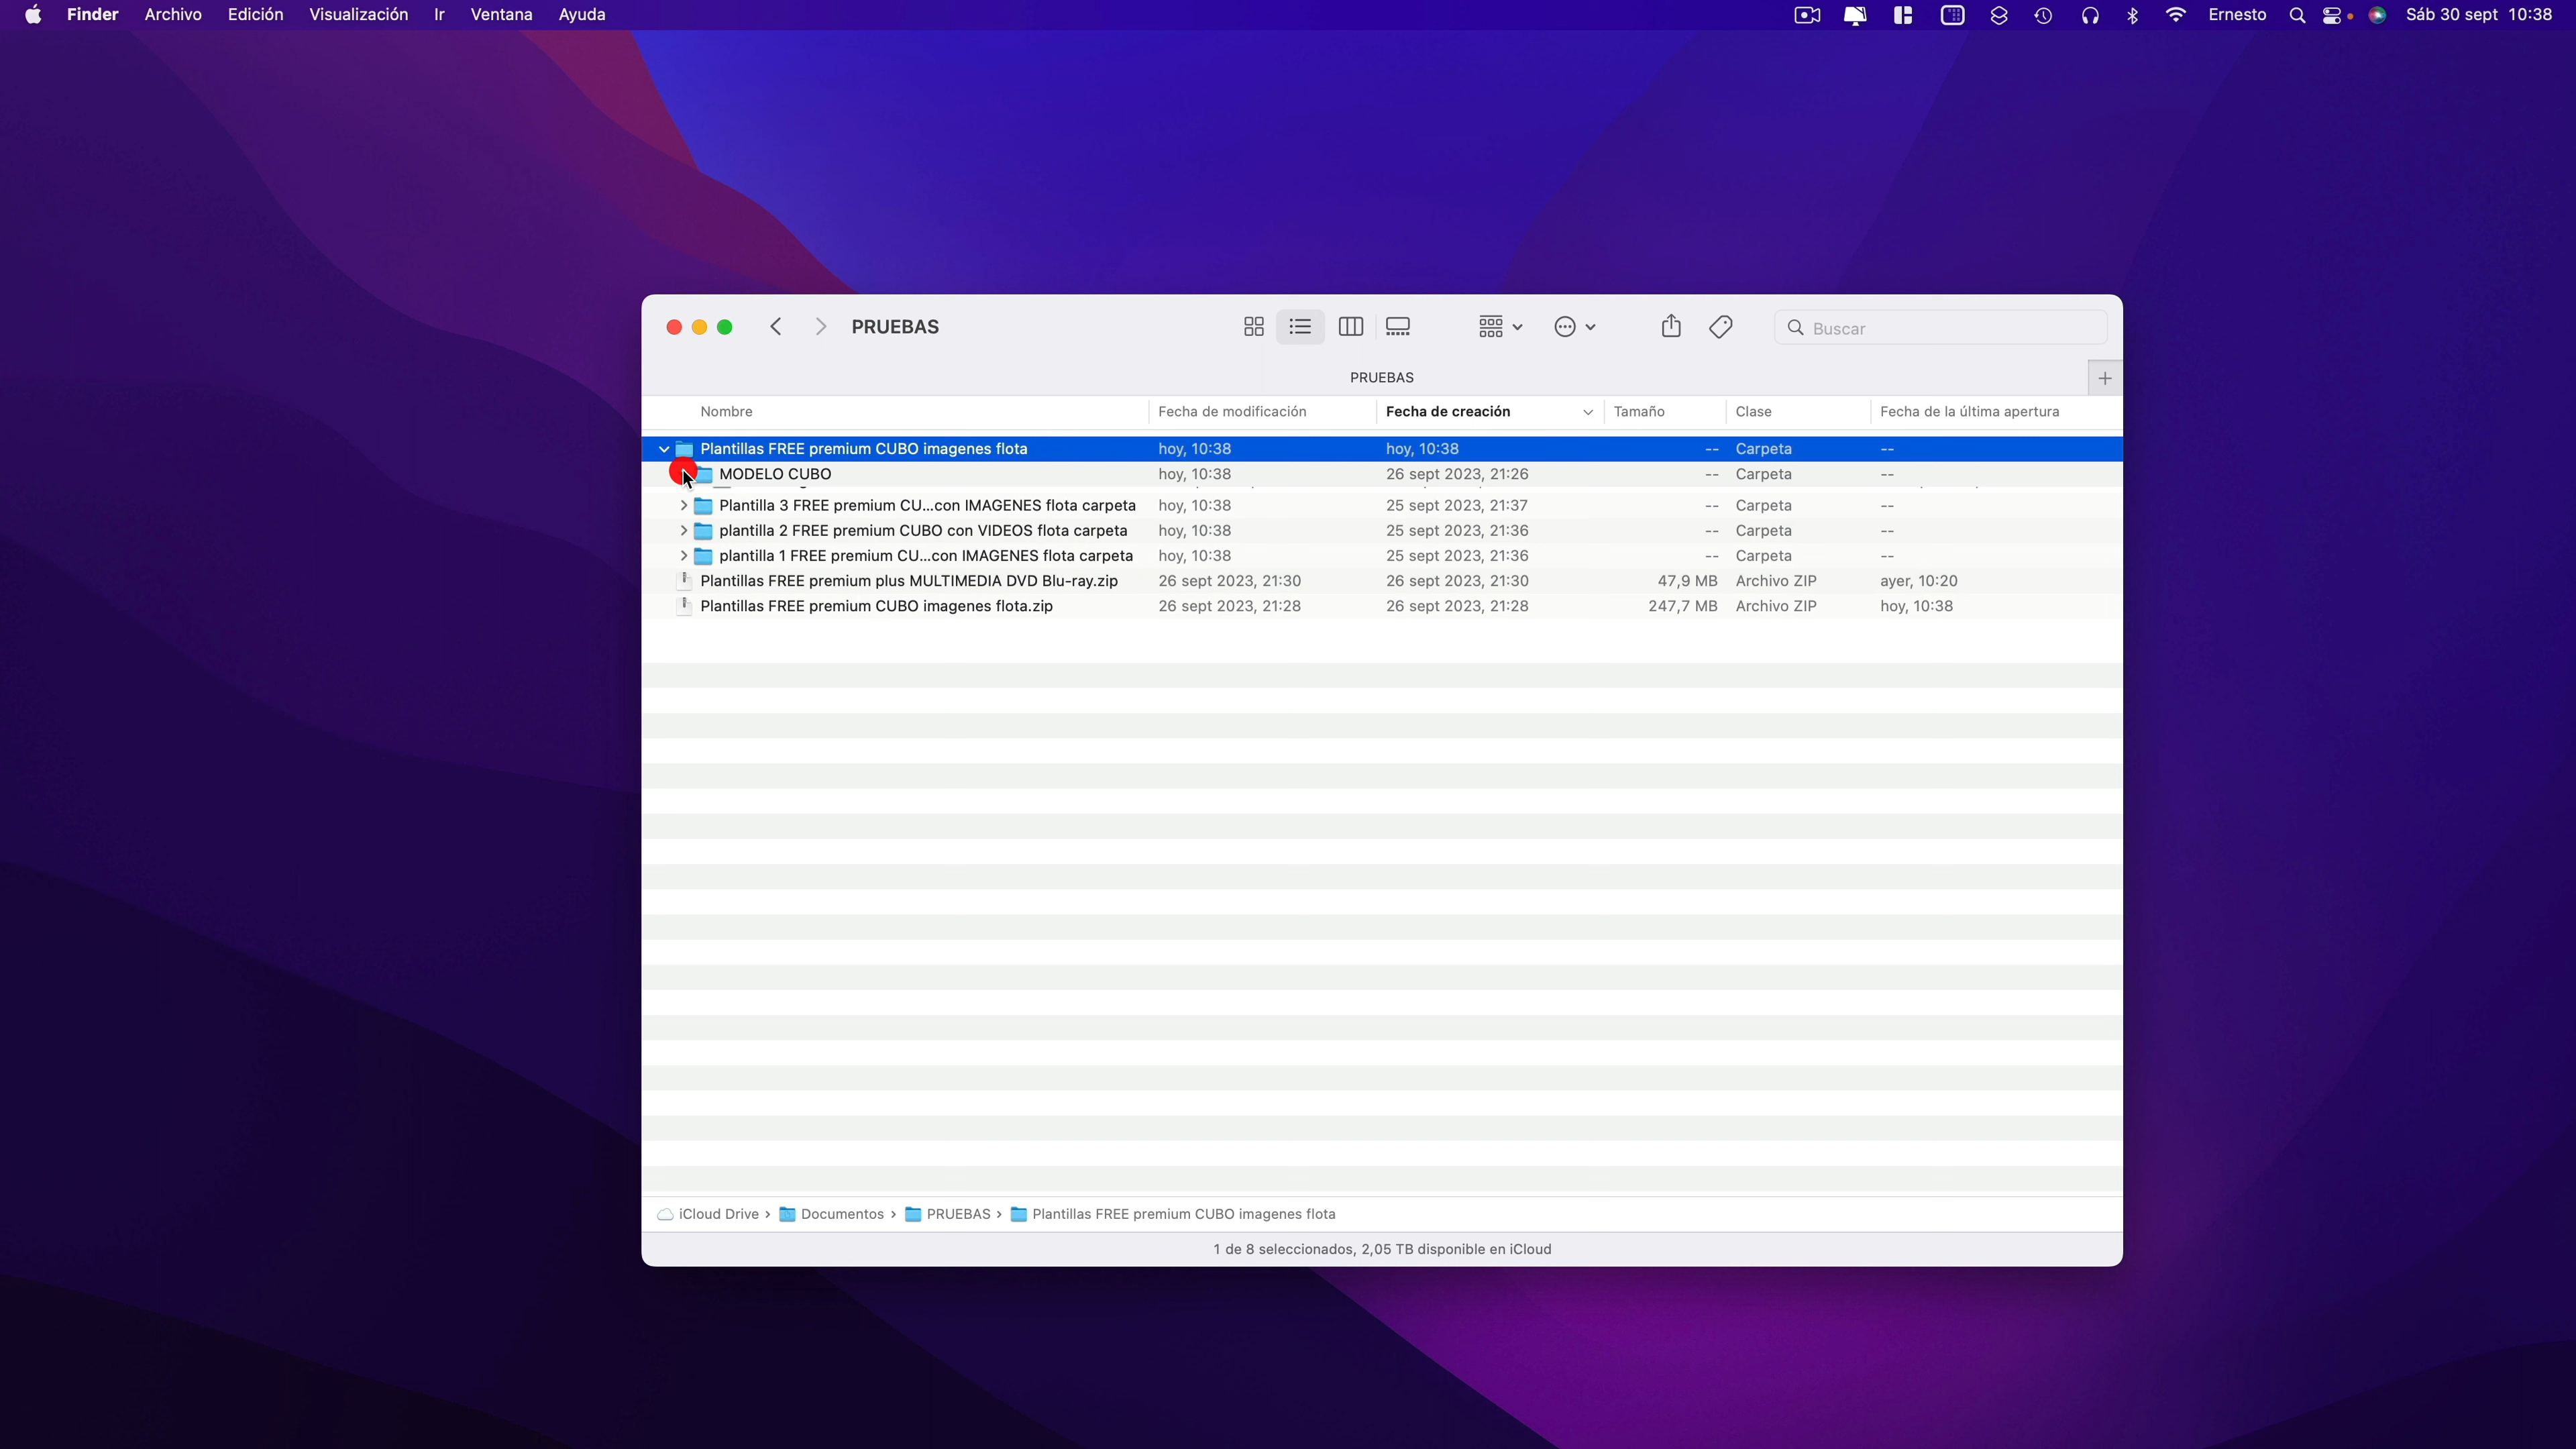 Finder Archivo Edición Visualización Ir Ventana Ayuda Ernesto Sáb 30 sept 10:38
PRUEBAS Buscar
PRUEBAS
Nombre Fecha de modificación Fecha de creación Tamaño Clase Fecha de la última apertura
Plantillas FREE premium CUBO imagenes flota hoy, 10:38 hoy, 10:38 -- Carpeta --
MODELO CUBO hoy, 10:38 26 sept 2023, 21:26 -- Carpeta --
Plantilla 3 FREE premium CU...con IMAGENES flota carpeta hoy, 10:38 25 sept 2023, 21:37 -- Carpeta --
plantilla 2 FREE premium CUBO con VIDEOS flota carpeta hoy, 10:38 25 sept 2023, 21:36 -- Carpeta --
plantilla 1 FREE premium CU...con IMAGENES flota carpeta hoy, 10:38 25 sept 2023, 21:36 -- Carpeta --
Plantillas FREE premium plus MULTIMEDIA DVD Blu-ray.zip 26 sept 2023, 21:30 26 sept 2023, 21:30 47,9 MB Archivo ZIP ayer, 10:20
Plantillas FREE premium CUBO imagenes flota.zip 26 sept 2023, 21:28 26 sept 2023, 21:28 247,7 MB Archivo ZIP hoy, 10:38
iCloud Drive › Documentos › PRUEBAS › Plantillas FREE premium CUBO imagenes flota
1 de 8 seleccionados, 2,05 TB disponible en iCloud